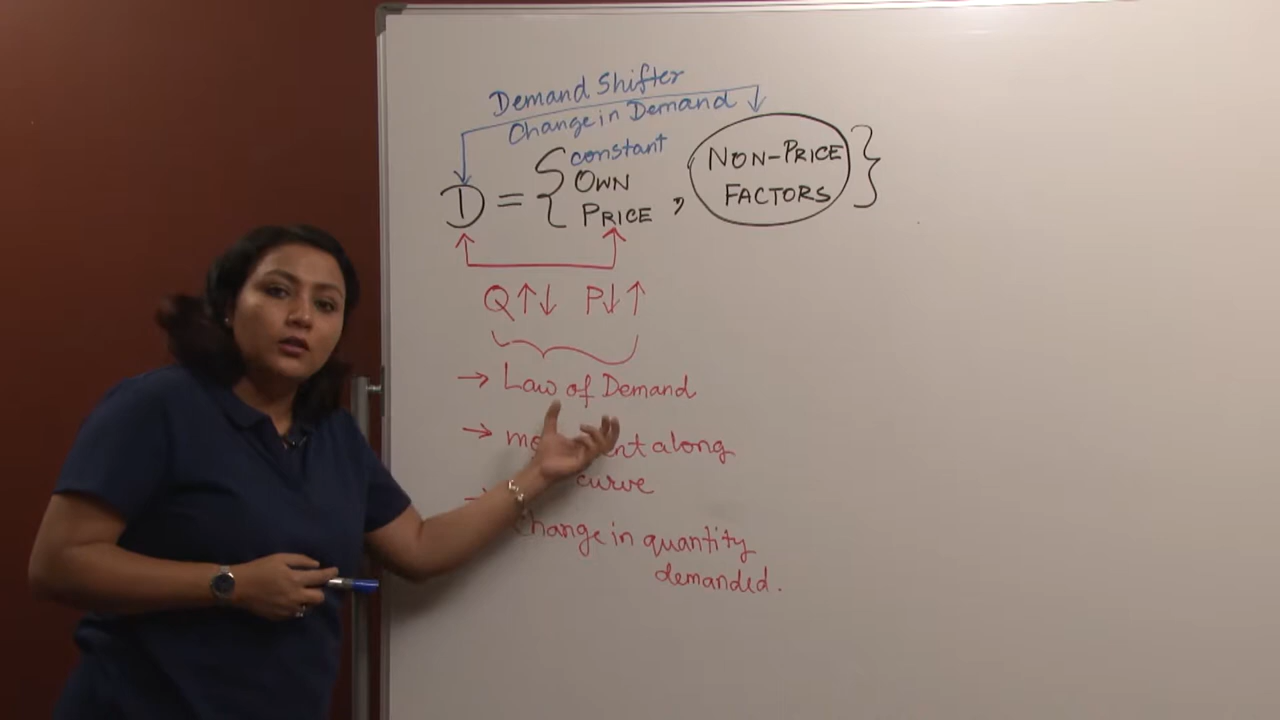 Demand Shifter
Change in Demand
constant
D = { OWN PRICE , NON-PRICE FACTORS }
Q↑↓ P↓↑
→ Law of Demand
→ along
curve
Change in quantity
demanded.